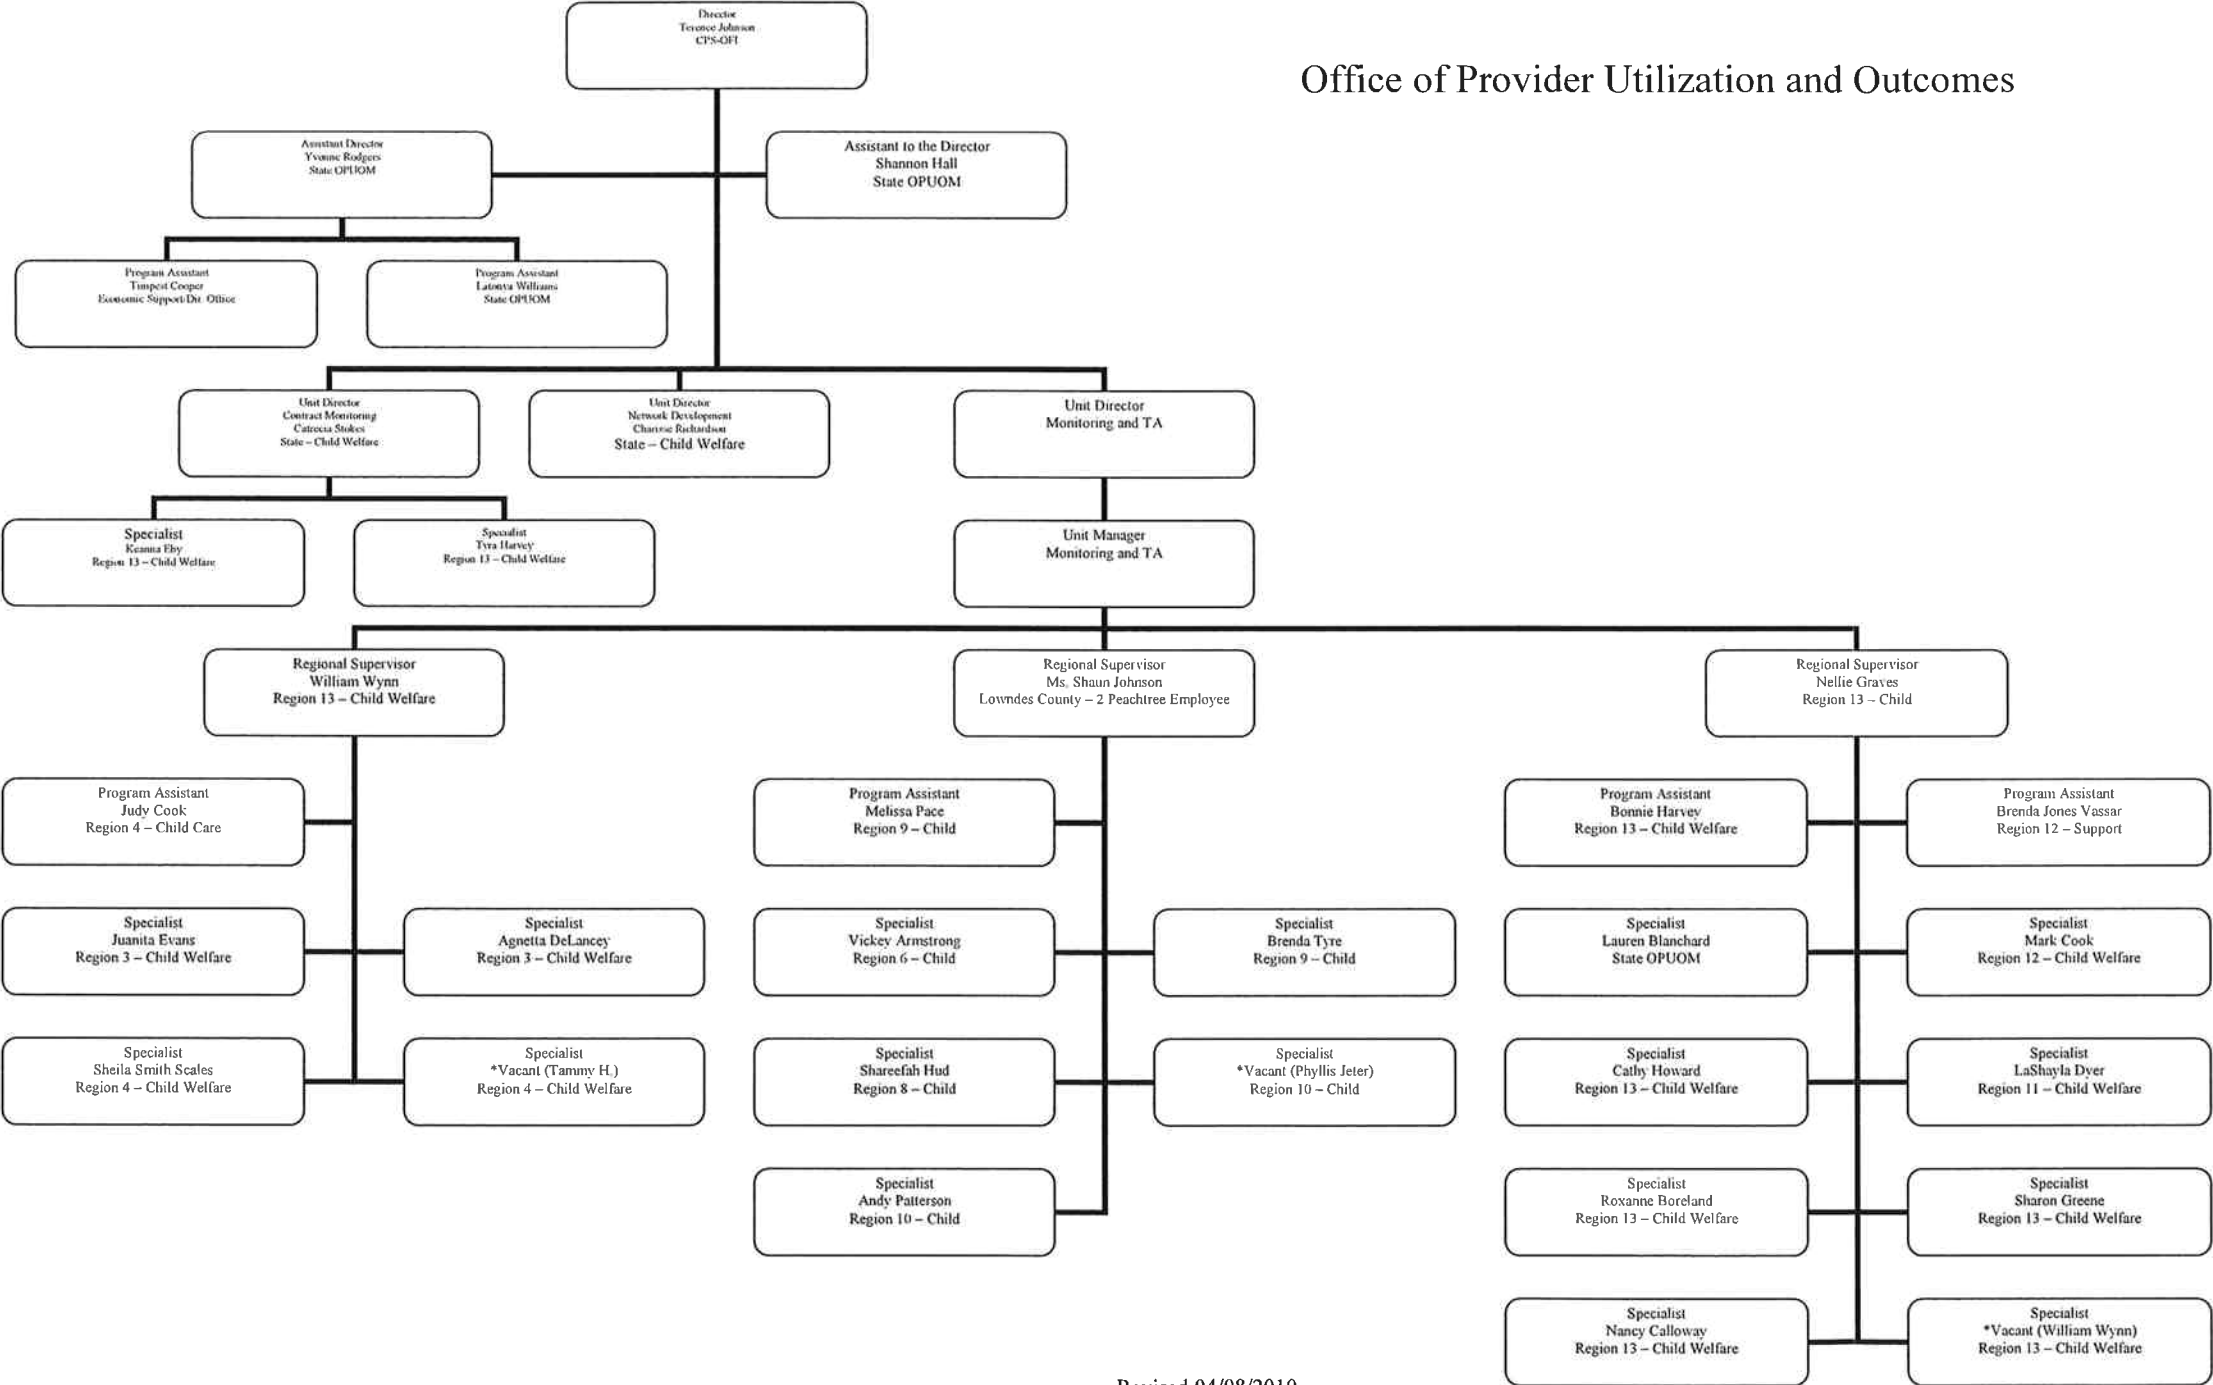 Director
Terence Johnson
CPS-OFI
Office of Provider Utilization and Outcomes
Assistant Director
Yvonne Rodgers
State OPUOM
Assistant to the Director
Shannon Hall
State OPUOM
Program Assistant
Timpest Cooper
Economic Support/Dir. Office
Program Assistant
Latonya Williams
State OPUOM
Unit Director
Contract Monitoring
Catrecia Stokes
State – Child Welfare
Unit Director
Network Development
Richardson
State – Child Welfare
Unit Director
Monitoring and TA
Specialist
Keanna Eby
Region 13 – Child Welfare
Specialist
Tyra Harvey
Region 13 – Child Welfare
Unit Manager
Monitoring and TA
Regional Supervisor
William Wynn
Region 13 – Child Welfare
Regional Supervisor
Ms. Shaun Johnson
Lowndes County – 2 Peachtree Employee
Regional Supervisor
Nellie Graves
Region 13 – Child
Program Assistant
Judy Cook
Region 4 – Child Care
Program Assistant
Melissa Pace
Region 9 – Child
Program Assistant
Bonnie Harvey
Region 13 – Child Welfare
Program Assistant
Brenda Jones Vassar
Region 12 – Support
Specialist
Juanita Evans
Region 3 – Child Welfare
Specialist
Agnetta DeLancey
Region 3 – Child Welfare
Specialist
Vickey Armstrong
Region 6 – Child
Specialist
Brenda Tyre
Region 9 – Child
Specialist
Lauren Blanchard
State OPUOM
Specialist
Mark Cook
Region 12 – Child Welfare
Specialist
Sheila Smith Scales
Region 4 – Child Welfare
Specialist
*Vacant (Tammy H.)
Region 4 – Child Welfare
Specialist
Shareefah Hud
Region 8 – Child
Specialist
*Vacant (Phyllis Jeter)
Region 10 – Child
Specialist
Cathy Howard
Region 13 – Child Welfare
Specialist
LaShayla Dyer
Region 11 – Child Welfare
Specialist
Andy Patterson
Region 10 – Child
Specialist
Roxanne Boreland
Region 13 – Child Welfare
Specialist
Sharon Greene
Region 13 – Child Welfare
Specialist
Nancy Calloway
Region 13 – Child Welfare
Specialist
*Vacant (William Wynn)
Region 13 – Child Welfare
Revised 04/08/2010